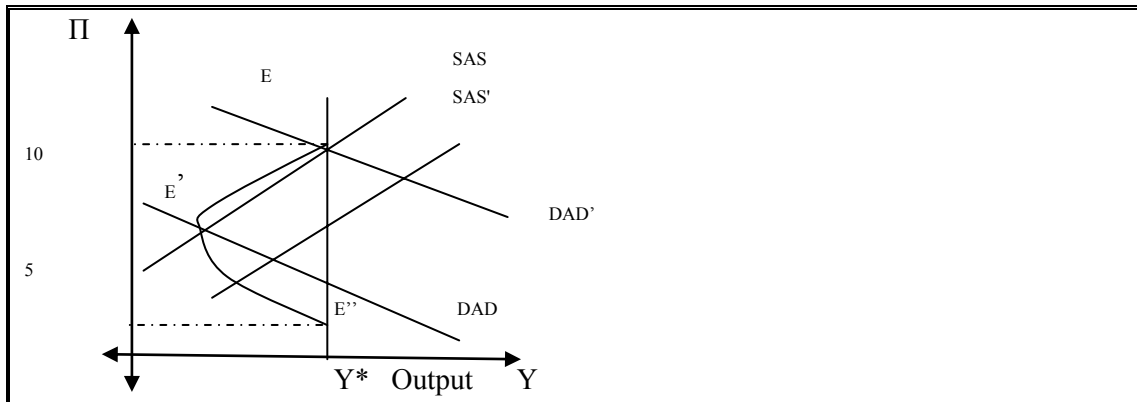 Π
SAS
E
SAS'
10
E’
DAD’
5
E’’
DAD
Y* Output Y